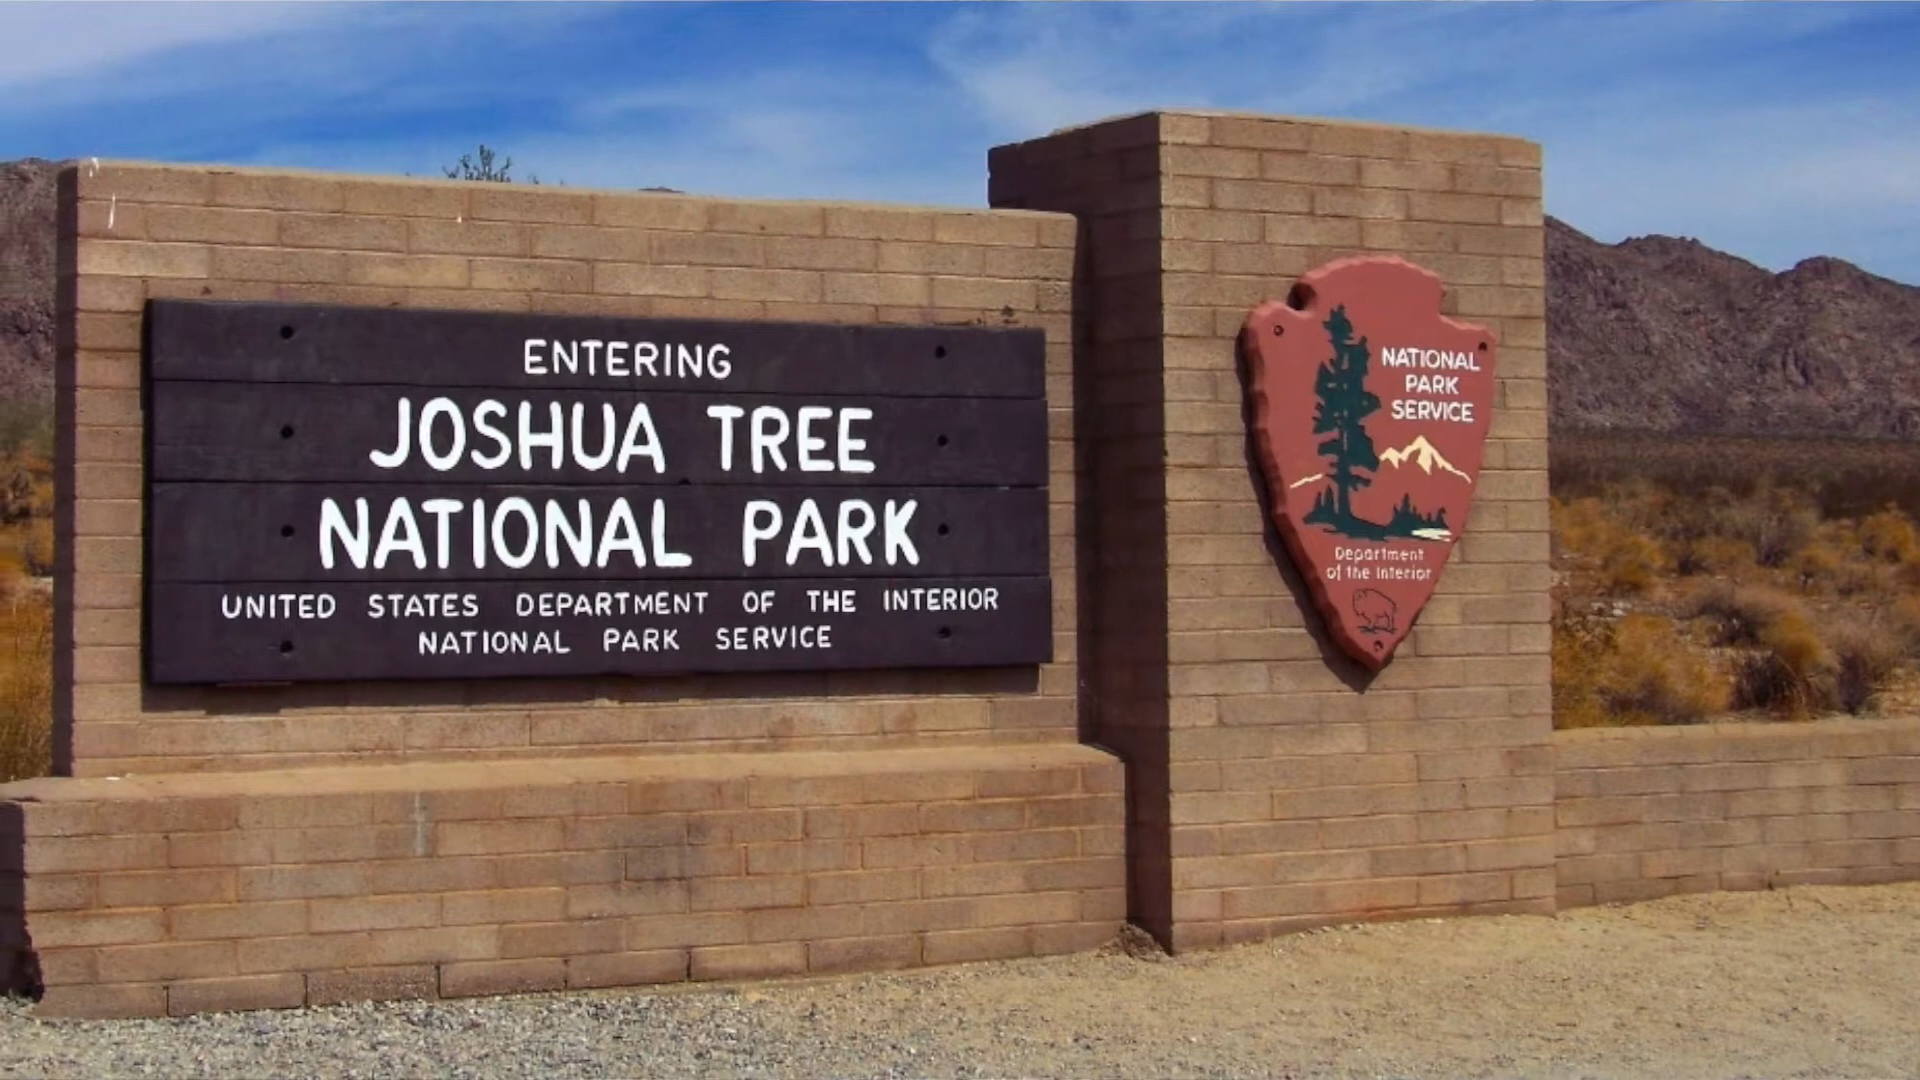 ENTERING
JOSHUA TREE
NATIONAL PARK
UNITED STATES DEPARTMENT OF THE INTERIOR
NATIONAL PARK SERVICE
NATIONAL
PARK
SERVICE
Department
of the Interior